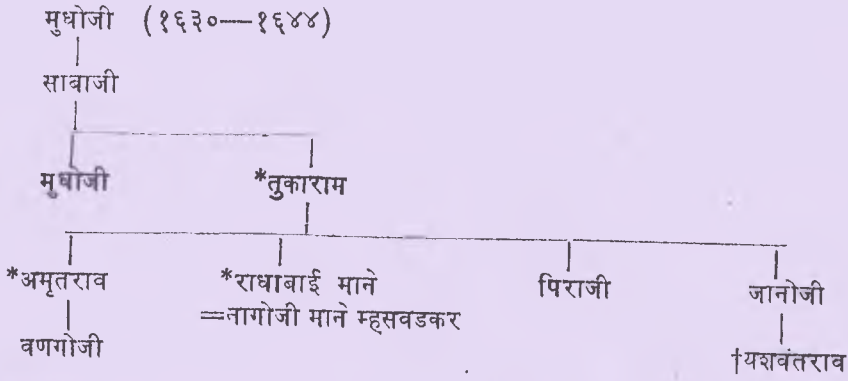 मुधोजी (१६३०—१६४४)
साबाजी
मुधोजी *तुकाराम
*अमृतराव *राधाबाई माने पिराजी जानोजी
=नागोजी माने म्हसवडकर
वणगोजी †यशवंतराव